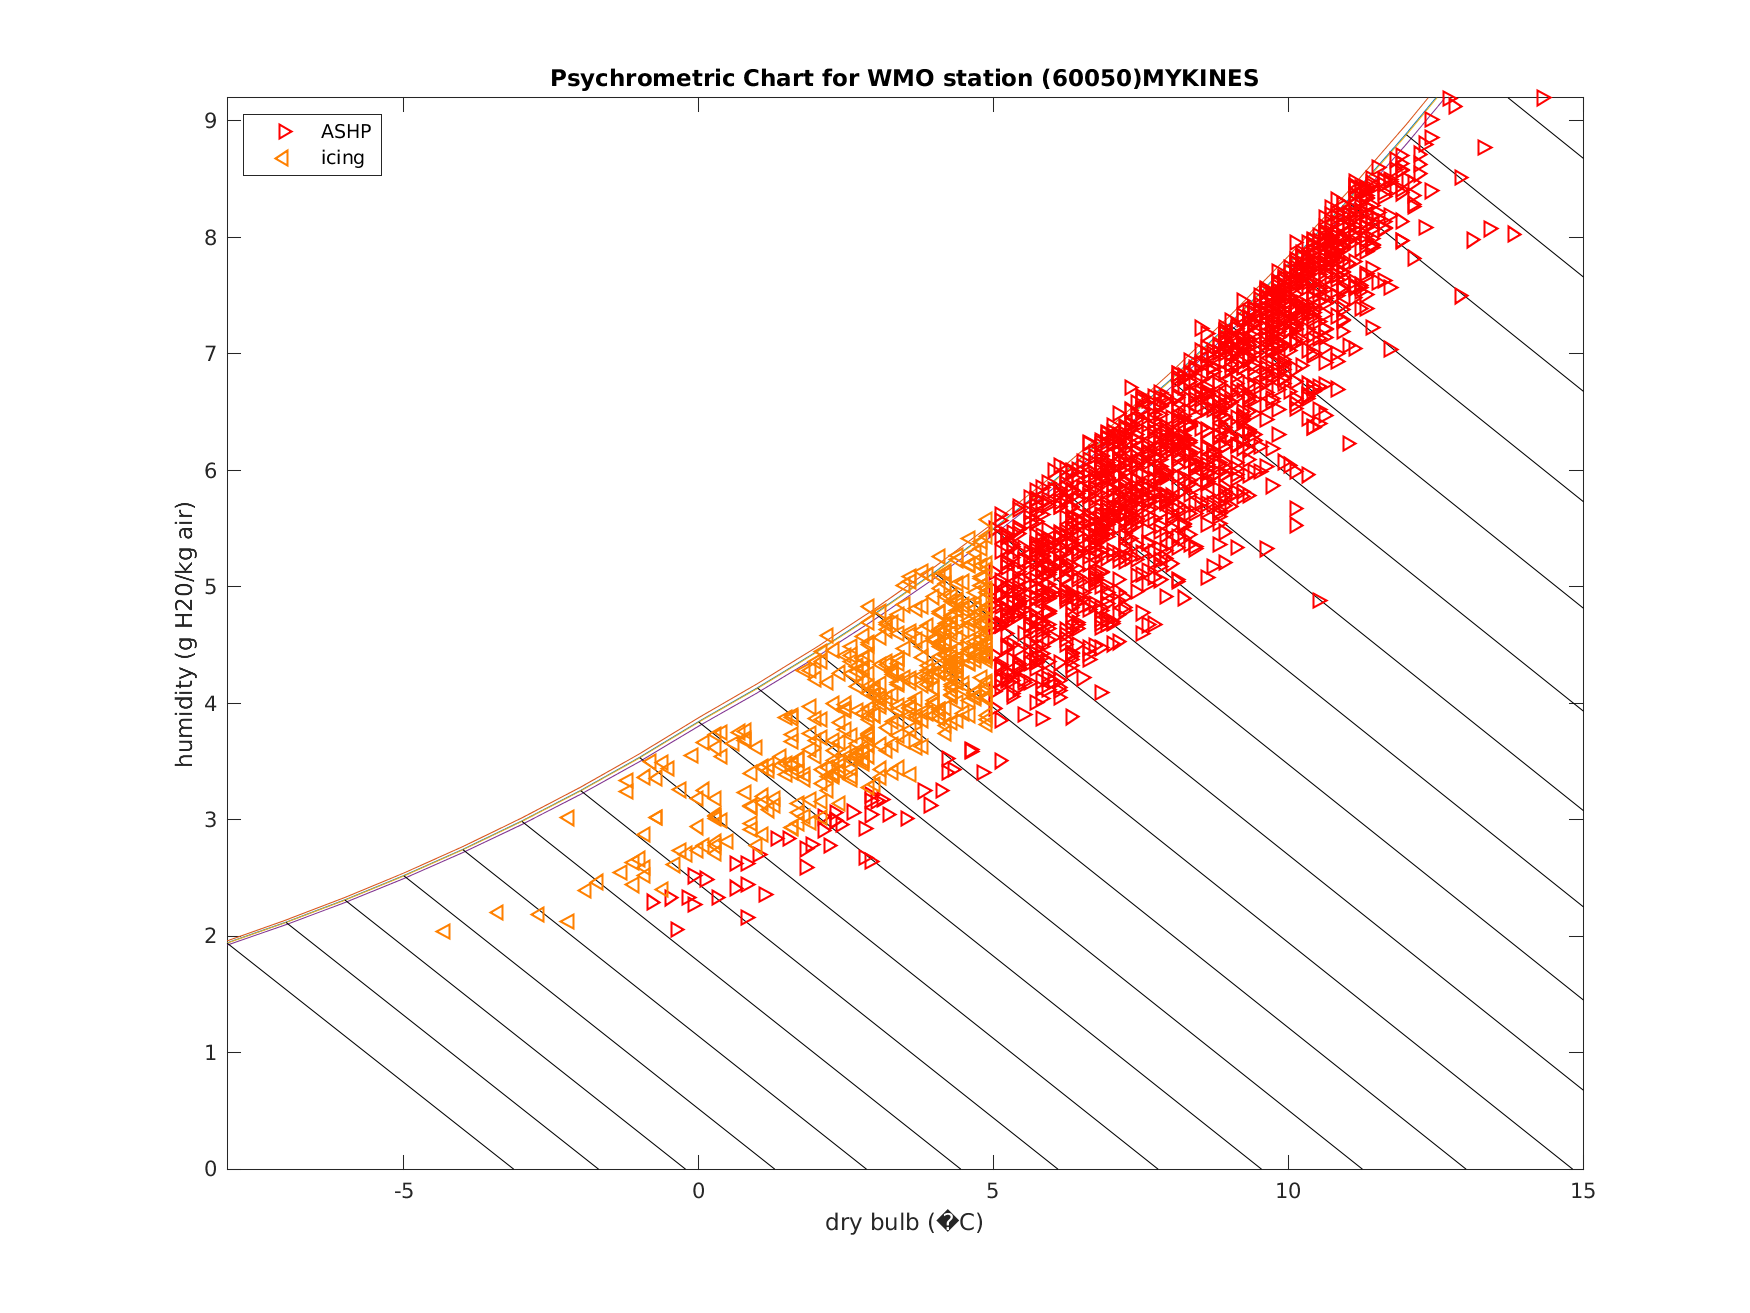 Psychrometric Chart for WMO station (60050)MYKINES
ASHP
icing
9
8
7
6
5
4
3
2
1
0
humidity (g H20/kg air)
-5 0 5 10 15
dry bulb (�C)